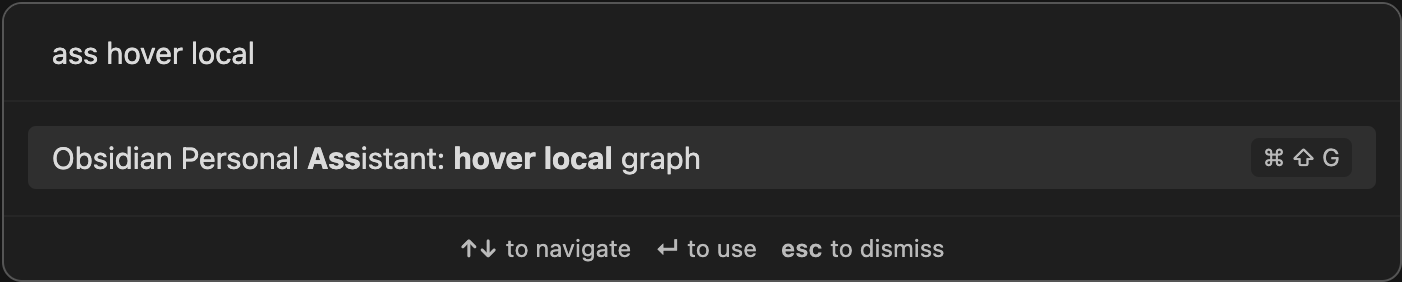 ass hover local
Obsidian Personal Assistant: hover local graph ⌘ ⇧ G
↑↓ to navigate ↵ to use esc to dismiss